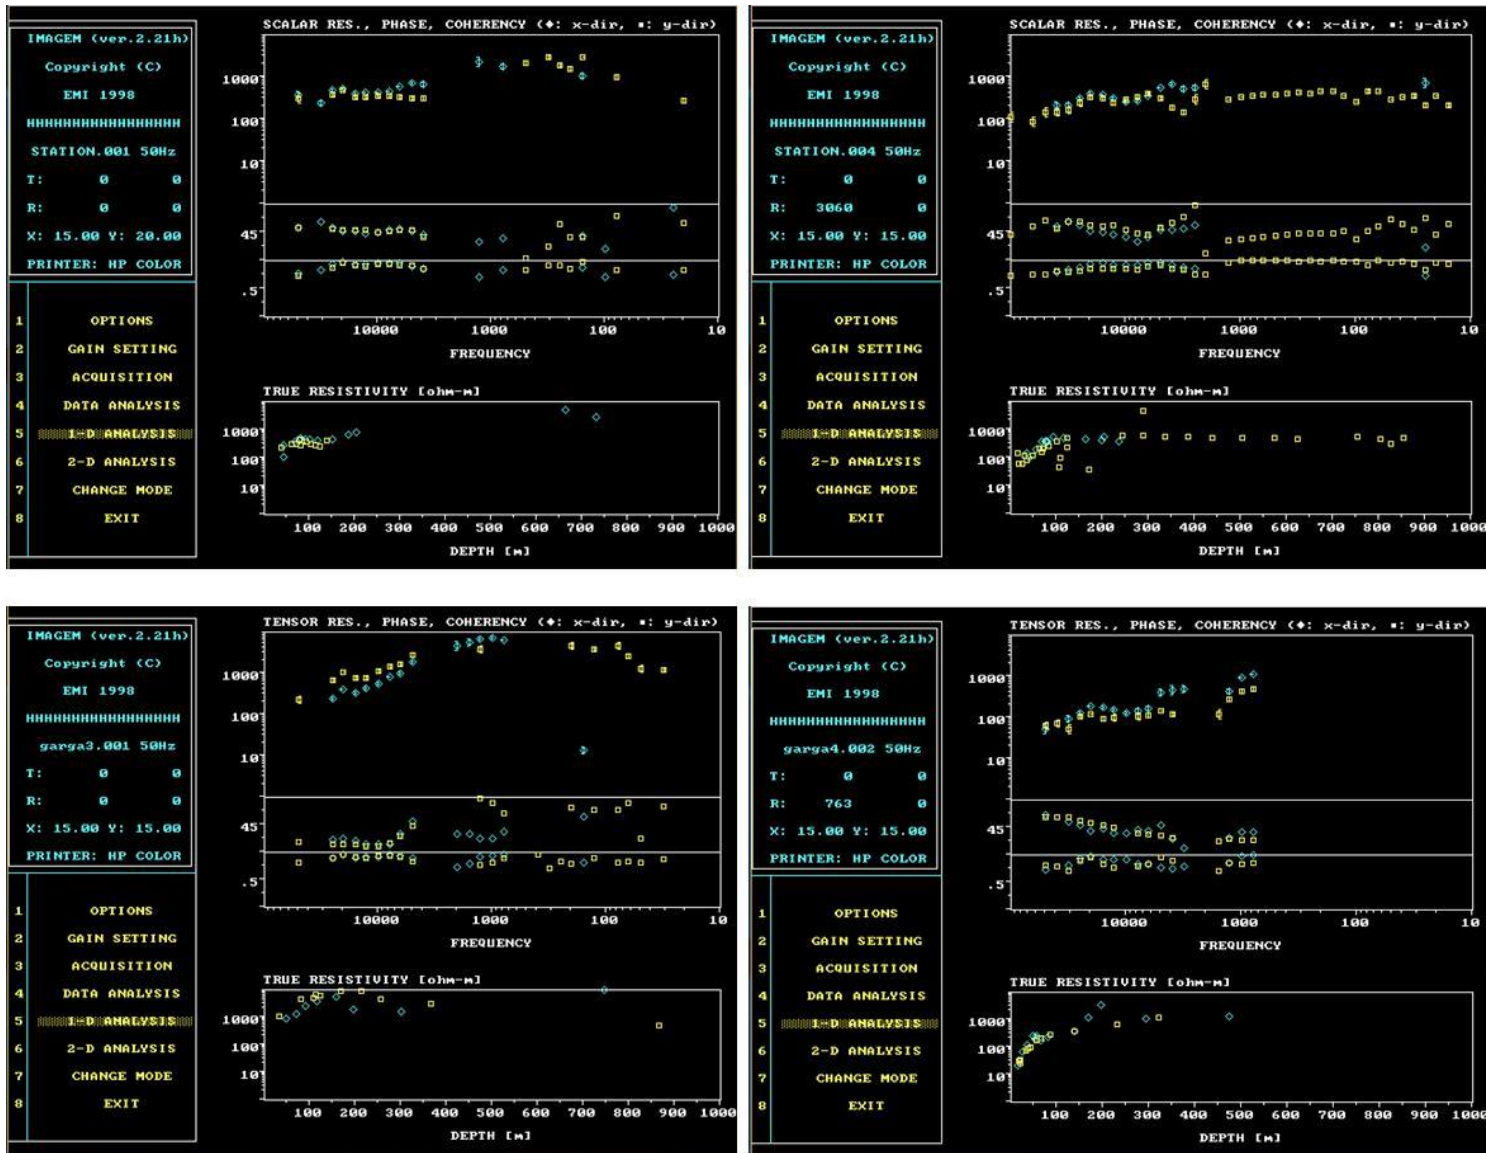 SCALAR RES., PHASE, COHERENCY (◆: x-dir, ▪: y-dir)
IMAGEM (ver.2.21h)
Copyright (C)
EMI 1998
HHHHHHHHHHHHHHHHHH
STATION.001 50Hz
T: 0 0
R: 0 0
X: 15.00 Y: 20.00
PRINTER: HP COLOR
1 OPTIONS
2 GAIN SETTING
3 ACQUISITION
4 DATA ANALYSIS
5 1-D ANALYSIS
6 2-D ANALYSIS
7 CHANGE MODE
8 EXIT
1000
100
10
45
.5
10000 1000 100 10
FREQUENCY
TRUE RESISTIVITY [ohm-m]
1000
100
10
100 200 300 400 500 600 700 800 900 1000
DEPTH [m]
SCALAR RES., PHASE, COHERENCY (◆: x-dir, ▪: y-dir)
IMAGEM (ver.2.21h)
Copyright (C)
EMI 1998
HHHHHHHHHHHHHHHHHH
STATION.004 50Hz
T: 0 0
R: 3060 0
X: 15.00 Y: 15.00
PRINTER: HP COLOR
1 OPTIONS
2 GAIN SETTING
3 ACQUISITION
4 DATA ANALYSIS
5 1-D ANALYSIS
6 2-D ANALYSIS
7 CHANGE MODE
8 EXIT
1000
100
10
45
.5
10000 1000 100 10
FREQUENCY
TRUE RESISTIVITY [ohm-m]
1000
100
10
100 200 300 400 500 600 700 800 900 1000
DEPTH [m]
TENSOR RES., PHASE, COHERENCY (◆: x-dir, ▪: y-dir)
IMAGEM (ver.2.21h)
Copyright (C)
EMI 1998
HHHHHHHHHHHHHHHHHH
garga3.001 50Hz
T: 0 0
R: 0 0
X: 15.00 Y: 15.00
PRINTER: HP COLOR
1 OPTIONS
2 GAIN SETTING
3 ACQUISITION
4 DATA ANALYSIS
5 1-D ANALYSIS
6 2-D ANALYSIS
7 CHANGE MODE
8 EXIT
1000
100
10
45
.5
10000 1000 100 10
FREQUENCY
TRUE RESISTIVITY [ohm-m]
1000
100
10
100 200 300 400 500 600 700 800 900 1000
DEPTH [m]
TENSOR RES., PHASE, COHERENCY (◆: x-dir, ▪: y-dir)
IMAGEM (ver.2.21h)
Copyright (C)
EMI 1998
HHHHHHHHHHHHHHHHHH
garga4.002 50Hz
T: 0 0
R: 763 0
X: 15.00 Y: 15.00
PRINTER: HP COLOR
1 OPTIONS
2 GAIN SETTING
3 ACQUISITION
4 DATA ANALYSIS
5 1-D ANALYSIS
6 2-D ANALYSIS
7 CHANGE MODE
8 EXIT
1000
100
10
45
.5
10000 1000 100 10
FREQUENCY
TRUE RESISTIVITY [ohm-m]
1000
100
10
100 200 300 400 500 600 700 800 900 1000
DEPTH [m]